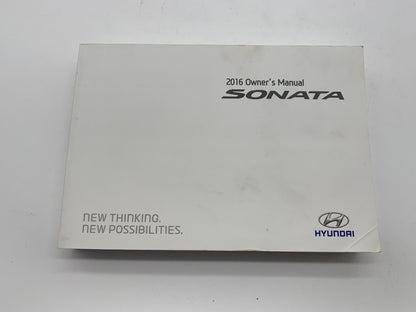 2016 Owner's Manual
SONATA
NEW THINKING.
NEW POSSIBILITIES.
HYUNDAI